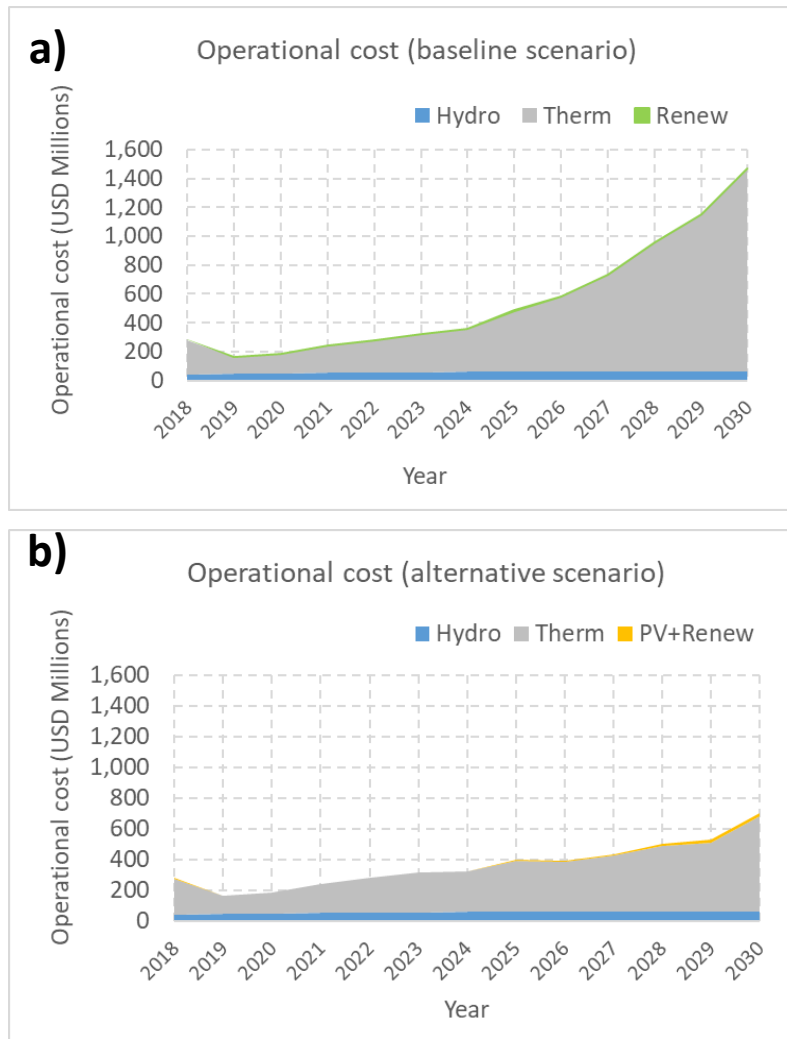 a)
Operational cost (baseline scenario)
Hydro Therm Renew
Operational cost (USD Millions)
1,600
1,400
1,200
1,000
800
600
400
200
0
2018 2019 2020 2021 2022 2023 2024 2025 2026 2027 2028 2029 2030
Year
b)
Operational cost (alternative scenario)
Hydro Therm PV+Renew
Operational cost (USD Millions)
1,600
1,400
1,200
1,000
800
600
400
200
0
2018 2019 2020 2021 2022 2023 2024 2025 2026 2027 2028 2029 2030
Year